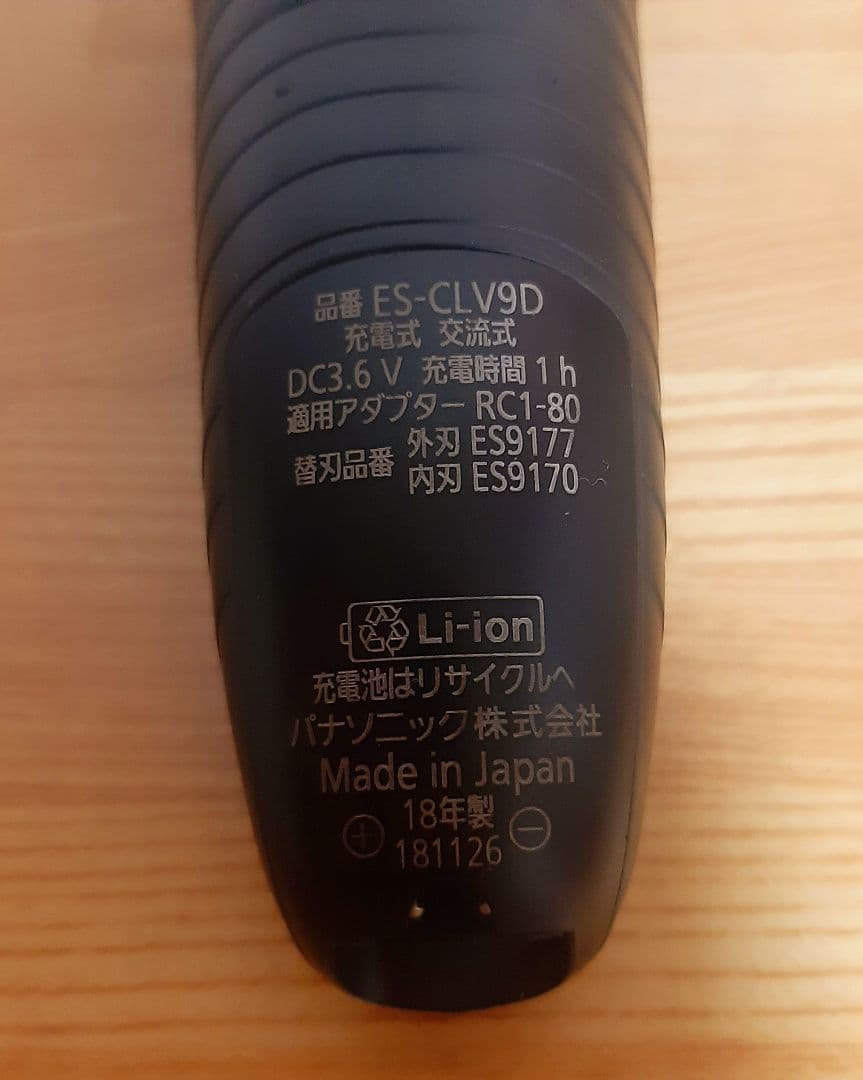 品番 ES-CLV9D
充電式 交流式
DC3.6 V 充電時間 1 h
適用アダプター RC1-80
替刃品番 外刃 ES9177
内刃 ES9170
Li-ion
充電池はリサイクルへ
パナソニック株式会社
Made in Japan
18年製
+ 181126 −